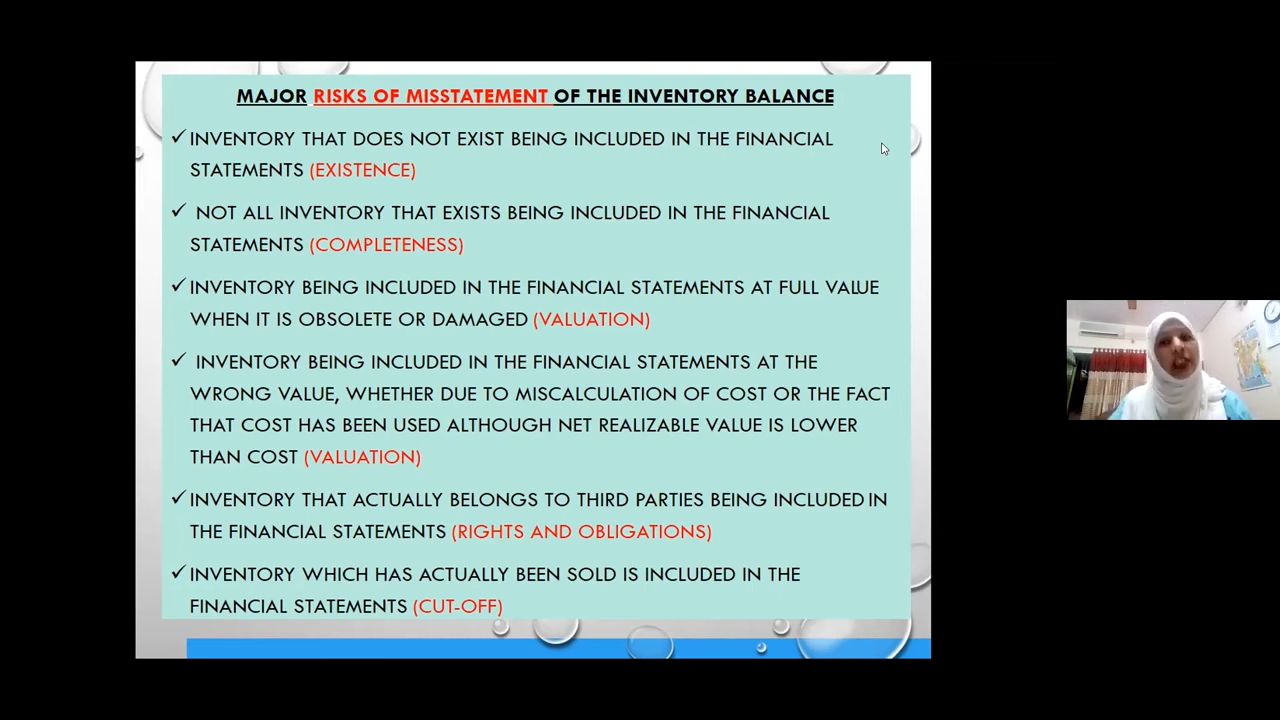 MAJOR RISKS OF MISSTATEMENT OF THE INVENTORY BALANCE
✓ INVENTORY THAT DOES NOT EXIST BEING INCLUDED IN THE FINANCIAL
STATEMENTS (EXISTENCE)
✓ NOT ALL INVENTORY THAT EXISTS BEING INCLUDED IN THE FINANCIAL
STATEMENTS (COMPLETENESS)
✓ INVENTORY BEING INCLUDED IN THE FINANCIAL STATEMENTS AT FULL VALUE
WHEN IT IS OBSOLETE OR DAMAGED (VALUATION)
✓ INVENTORY BEING INCLUDED IN THE FINANCIAL STATEMENTS AT THE
WRONG VALUE, WHETHER DUE TO MISCALCULATION OF COST OR THE FACT
THAT COST HAS BEEN USED ALTHOUGH NET REALIZABLE VALUE IS LOWER
THAN COST (VALUATION)
✓ INVENTORY THAT ACTUALLY BELONGS TO THIRD PARTIES BEING INCLUDED IN
THE FINANCIAL STATEMENTS (RIGHTS AND OBLIGATIONS)
✓ INVENTORY WHICH HAS ACTUALLY BEEN SOLD IS INCLUDED IN THE
FINANCIAL STATEMENTS (CUT-OFF)